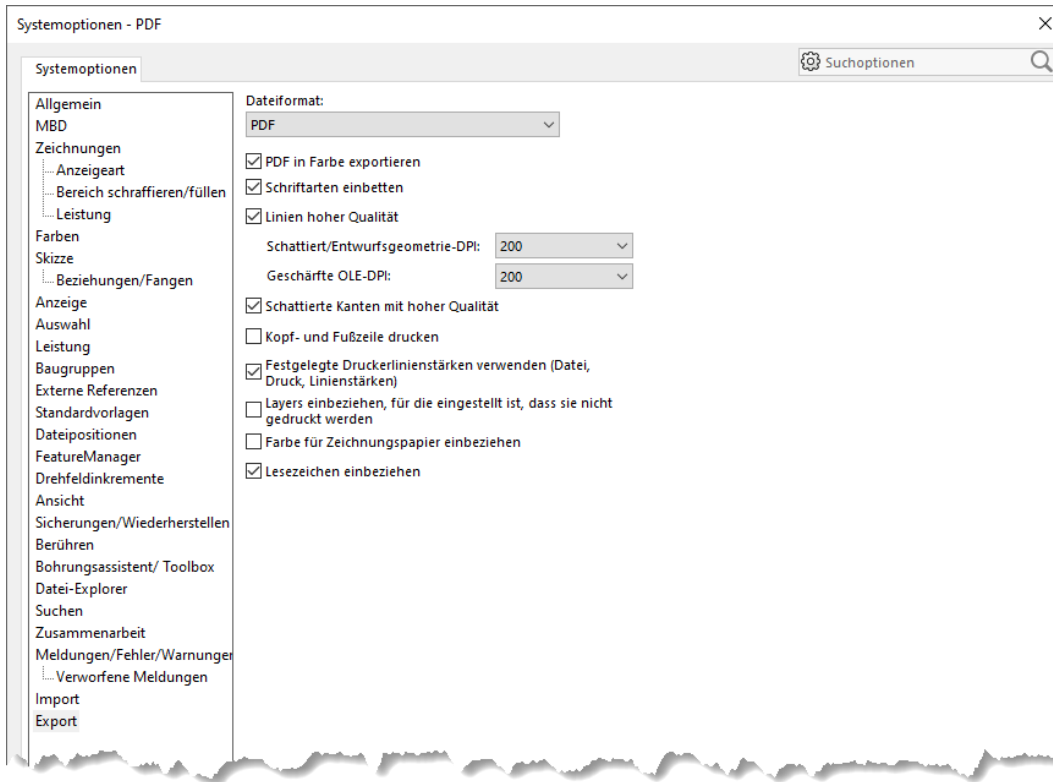 Systemoptionen - PDF
Systemoptionen
Suchoptionen
Allgemein
MBD
Zeichnungen
Anzeigeart
Bereich schraffieren/füllen
Leistung
Farben
Skizze
Beziehungen/Fangen
Anzeige
Auswahl
Leistung
Baugruppen
Externe Referenzen
Standardvorlagen
Dateipositionen
FeatureManager
Drehfeldinkremente
Ansicht
Sicherungen/Wiederherstellen
Berühren
Bohrungsassistent/ Toolbox
Datei-Explorer
Suchen
Zusammenarbeit
Meldungen/Fehler/Warnunger
Verworfene Meldungen
Import
Export
Dateiformat:
PDF
PDF in Farbe exportieren
Schriftarten einbetten
Linien hoher Qualität
Schattiert/Entwurfsgeometrie-DPI: 200
Geschärfte OLE-DPI: 200
Schattierte Kanten mit hoher Qualität
Kopf- und Fußzeile drucken
Festgelegte Druckerlinienstärken verwenden (Datei,
Druck, Linienstärken)
Layers einbeziehen, für die eingestellt ist, dass sie nicht
gedruckt werden
Farbe für Zeichnungspapier einbeziehen
Lesezeichen einbeziehen